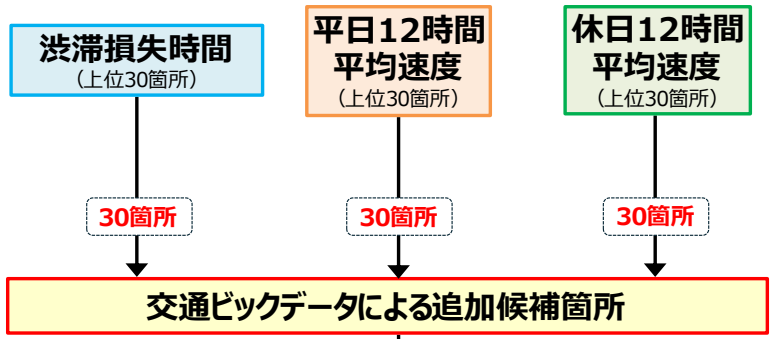 渋滞損失時間
（上位30箇所）
平日12時間
平均速度
（上位30箇所）
休日12時間
平均速度
（上位30箇所）
30箇所
30箇所
30箇所
交通ビックデータによる追加候補箇所